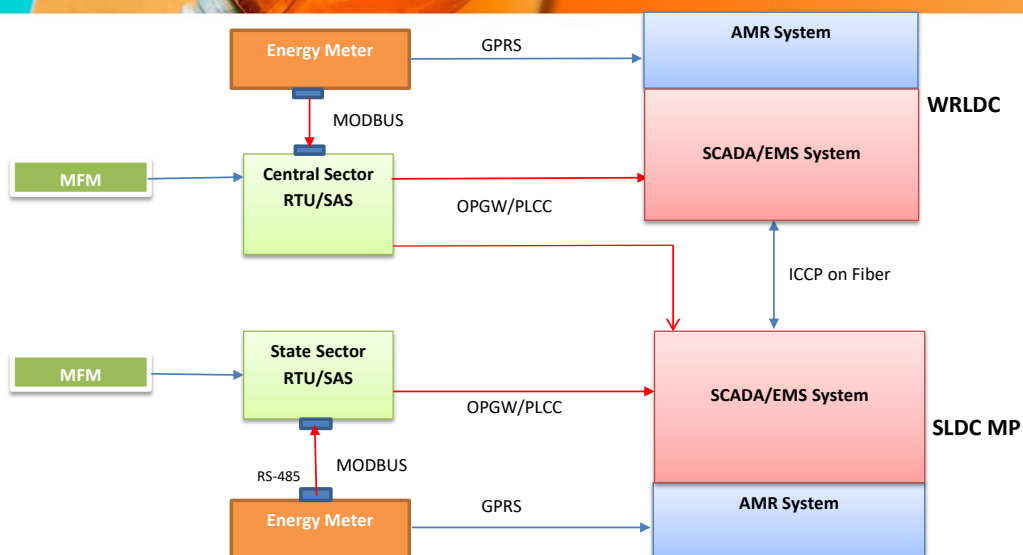 Energy Meter
GPRS
AMR System
WRLDC
MODBUS
SCADA/EMS System
MFM
Central Sector
RTU/SAS
OPGW/PLCC
ICCP on Fiber
State Sector
RTU/SAS
MFM
SCADA/EMS System
OPGW/PLCC
SLDC MP
MODBUS
RS-485
GPRS
AMR System
Energy Meter